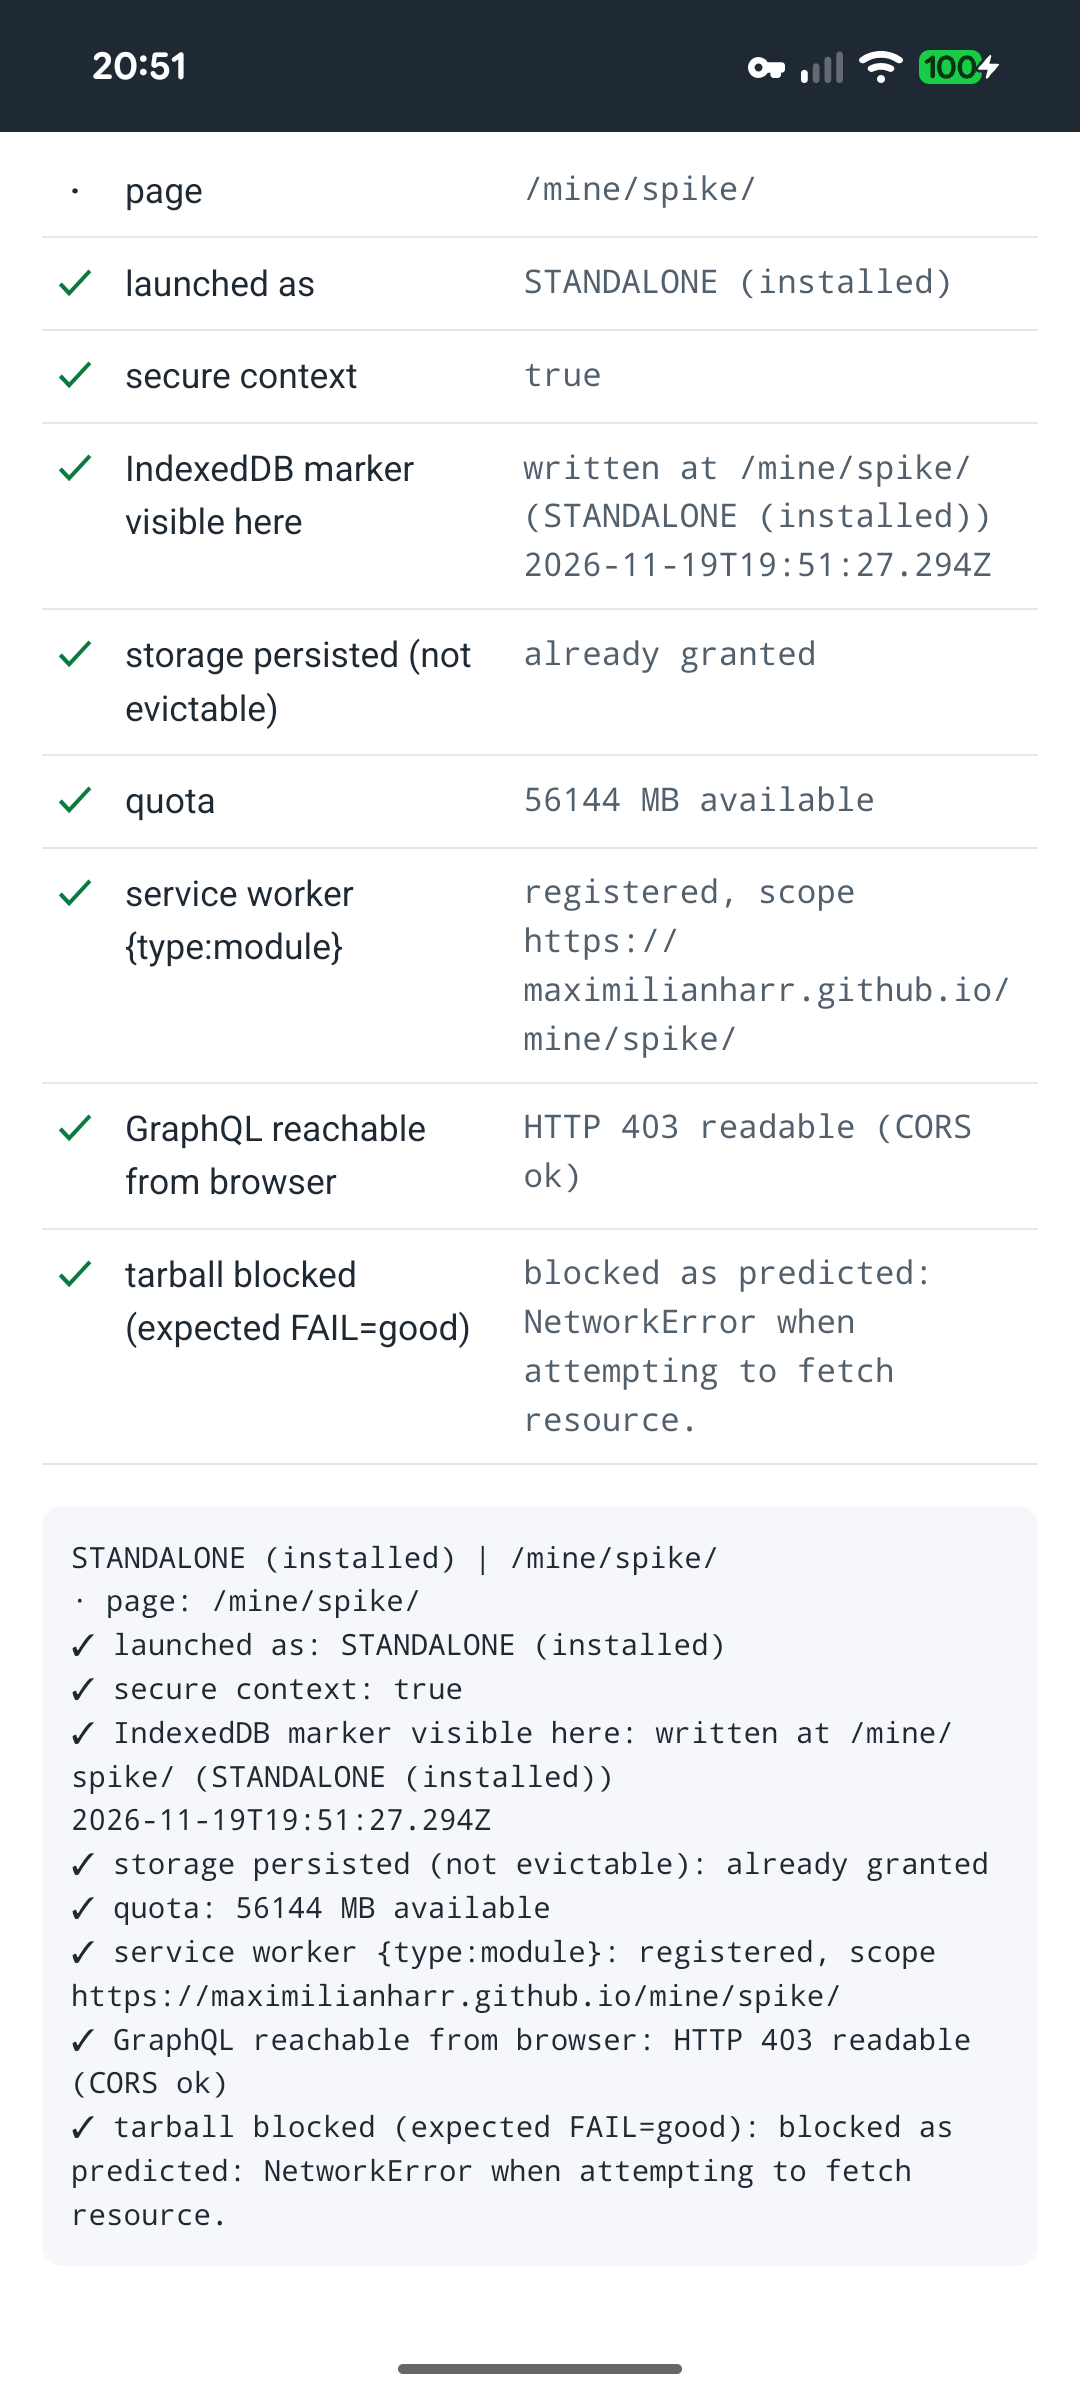 20:51
100
· page /mine/spike/
✓ launched as STANDALONE (installed)
✓ secure context true
✓ IndexedDB marker
visible here
written at /mine/spike/
(STANDALONE (installed))
2026-11-19T19:51:27.294Z
✓ storage persisted (not
evictable)
already granted
✓ quota 56144 MB available
✓ service worker
{type:module}
registered, scope
https://
maximilianharr.github.io/
mine/spike/
✓ GraphQL reachable
from browser
HTTP 403 readable (CORS
ok)
✓ tarball blocked
(expected FAIL=good)
blocked as predicted:
NetworkError when
attempting to fetch
resource.
STANDALONE (installed) | /mine/spike/
· page: /mine/spike/
✓ launched as: STANDALONE (installed)
✓ secure context: true
✓ IndexedDB marker visible here: written at /mine/
spike/ (STANDALONE (installed))
2026-11-19T19:51:27.294Z
✓ storage persisted (not evictable): already granted
✓ quota: 56144 MB available
✓ service worker {type:module}: registered, scope
https://maximilianharr.github.io/mine/spike/
✓ GraphQL reachable from browser: HTTP 403 readable
(CORS ok)
✓ tarball blocked (expected FAIL=good): blocked as
predicted: NetworkError when attempting to fetch
resource.